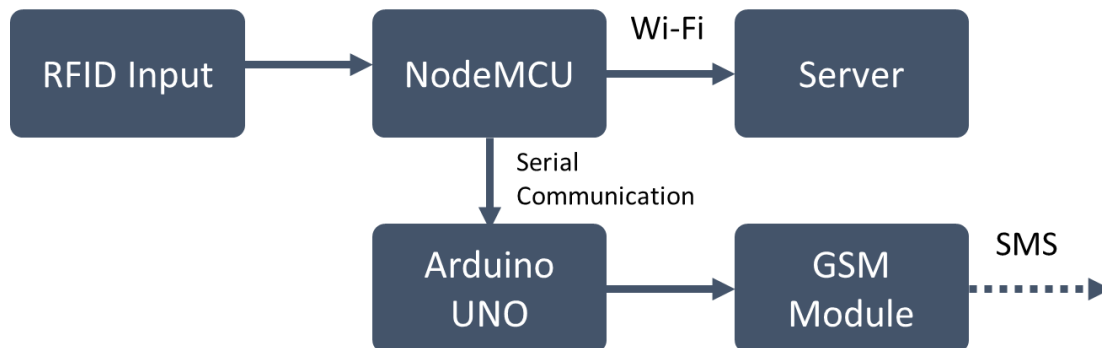 Wi-Fi
RFID Input
NodeMCU
Server
Serial
Communication
Arduino
UNO
GSM
Module
SMS